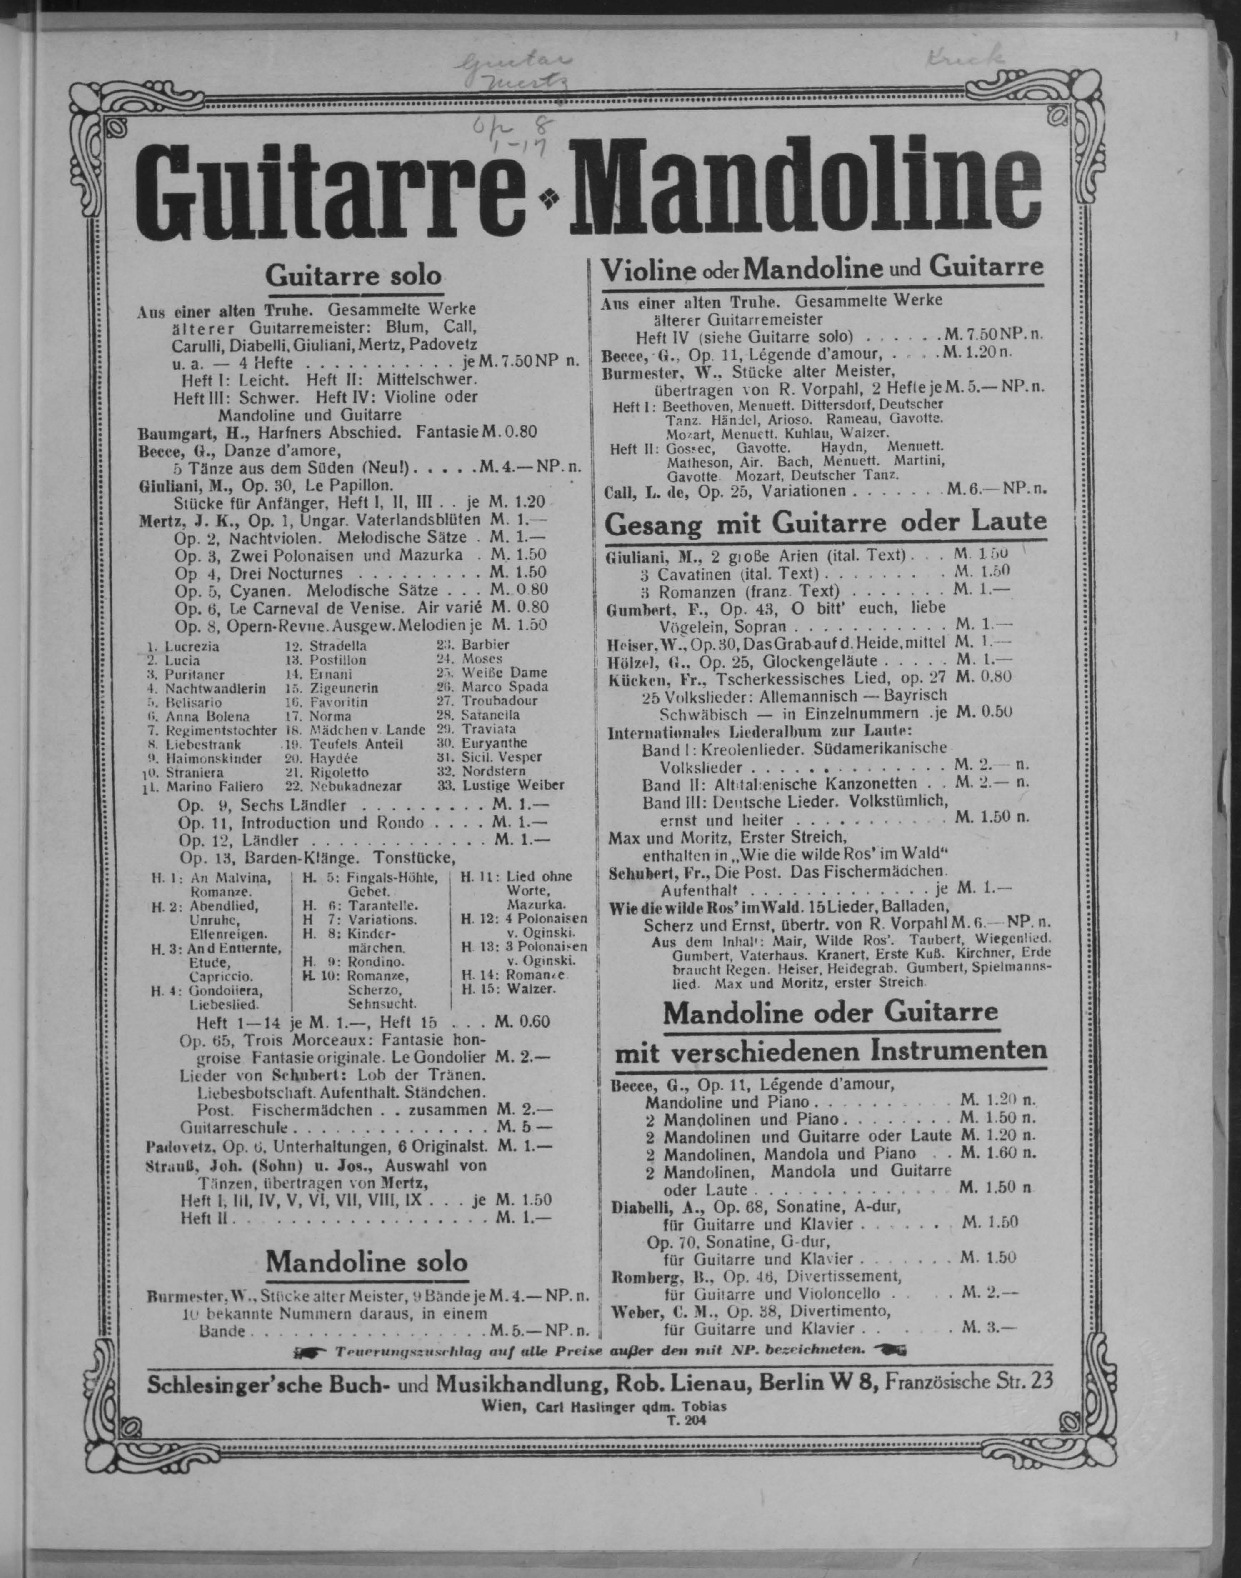 Guitar
Mertz
Krick
Op 8
1-17
Guitarre ❖ Mandoline
Guitarre solo
Aus einer alten Truhe. Gesammelte Werke
älterer Guitarremeister: Blum, Call,
Carulli, Diabelli, Giuliani, Mertz, Padovetz
u. a. — 4 Hefte . . . . . . . . . . . je M. 7.50 NP n.
Heft I: Leicht. Heft II: Mittelschwer.
Heft III: Schwer. Heft IV: Violine oder
Mandoline und Guitarre
Baumgart, H., Harfners Abschied. Fantasie M. 0.80
Becce, G., Danze d'amore,
5 Tänze aus dem Süden (Neu!) . . . . . M. 4.— NP. n.
Giuliani, M., Op. 30, Le Papillon.
Stücke für Anfänger, Heft I, II, III . . je M. 1.20
Mertz, J. K., Op. 1, Ungar. Vaterlandsblüten M. 1.—
Op. 2, Nachtviolen. Melodische Sätze . M. 1.—
Op. 3, Zwei Polonaisen und Mazurka . M. 1.50
Op 4, Drei Nocturnes . . . . . . . . . M. 1.50
Op. 5, Cyanen. Melodische Sätze . . . M. 0.80
Op. 6, Le Carneval de Venise. Air varié M. 0.80
Op. 8, Opern-Revue. Ausgew. Melodien je M. 1.50
1. Lucrezia 12. Stradella 23. Barbier
2. Lucia 13. Postillon 24. Moses
3. Puritaner 14. Ernani 25. Weiße Dame
4. Nachtwandlerin 15. Zigeunerin 26. Marco Spada
5. Belisario 16. Favoritin 27. Troubadour
6. Anna Bolena 17. Norma 28. Satanella
7. Regimentstochter 18. Mädchen v. Lande 29. Traviata
8. Liebestrank 19. Teufels Anteil 30. Euryanthe
9. Haimonskinder 20. Haydée 31. Sicil. Vesper
10. Straniera 21. Rigoletto 32. Nordstern
11. Marino Faliero 22. Nebukadnezar 33. Lustige Weiber
Op. 9, Sechs Ländler . . . . . . . . . M. 1.—
Op. 11, Introduction und Rondo . . . . M. 1.—
Op. 12, Ländler . . . . . . . . . . . . . M. 1.—
Op. 13, Barden-Klänge. Tonstücke,
H. 1: An Malvina,
Romanze.
H. 2: Abendlied,
Unruhe,
Elfenreigen.
H. 3: An d Entfernte,
Etude,
Capriccio.
H. 4: Gondoliera,
Liebeslied.
H. 5: Fingals-Höhle,
Gebet.
H. 6: Tarantelle.
H 7: Variations.
H. 8: Kinder-
märchen.
H. 9: Rondino.
H. 10: Romanze,
Scherzo,
Sehnsucht.
H. 11: Lied ohne
Worte,
Mazurka.
H. 12: 4 Polonaisen
v. Oginski.
H 13: 3 Polonaisen
v. Oginski.
H. 14: Romanze
H. 15: Walzer.
Heft 1—14 je M. 1.—, Heft 15 . . . M. 0.60
Op. 65, Trois Morceaux: Fantasie hon-
groise Fantasie originale. Le Gondolier M. 2.—
Lieder von Schubert: Lob der Tränen.
Liebesbotschaft. Aufenthalt. Ständchen.
Post. Fischermädchen . . zusammen M. 2.—
Guitarreschule . . . . . . . . . . . . . . M. 5 —
Padovetz, Op. 6, Unterhaltungen, 6 Originalst. M. 1.—
Strauß, Joh. (Sohn) u. Jos., Auswahl von
Tänzen, übertragen von Mertz,
Heft I, III, IV, V, VI, VII, VIII, IX . . . je M. 1.50
Heft II . . . . . . . . . . . . . . . . . . M. 1.—
Mandoline solo
Burmester, W., Stücke alter Meister, 9 Bände je M. 4.— NP. n.
10 bekannte Nummern daraus, in einem
Bande . . . . . . . . . . . . . . . . . . M. 5.— NP. n.
Violine oder Mandoline und Guitarre
Aus einer alten Truhe. Gesammelte Werke
älterer Guitarremeister
Heft IV (siehe Guitarre solo) . . . . . . M. 7.50 NP. n.
Becce, G., Op. 11, Légende d'amour, . . . . M. 1.20 n.
Burmester, W., Stücke alter Meister,
übertragen von R. Vorpahl, 2 Hefte je M. 5.— NP. n.
Heft I: Beethoven, Menuett. Dittersdorf, Deutscher
Tanz. Händel, Arioso. Rameau, Gavotte.
Mozart, Menuett. Kuhlau, Walzer.
Heft II: Gossec, Gavotte. Haydn, Menuett.
Matheson, Air. Bach, Menuett. Martini,
Gavotte Mozart, Deutscher Tanz.
Call, L. de, Op. 25, Variationen . . . . . . . M. 6.— NP. n.
Gesang mit Guitarre oder Laute
Giuliani, M., 2 große Arien (ital. Text) . . . M. 1 50
3 Cavatinen (ital. Text) . . . . . . . . M. 1.50
3 Romanzen (franz. Text) . . . . . . . M. 1.—
Gumbert, F., Op. 43, O bitt' euch, liebe
Vögelein, Sopran . . . . . . . . . . . M. 1.—
Heiser, W., Op. 30, Das Grab auf d. Heide, mittel M. 1.—
Hölzel, G., Op. 25, Glockengeläute . . . . . M. 1.—
Kücken, Fr., Tscherkessisches Lied, op. 27 M. 0.80
25 Volkslieder: Allemannisch — Bayrisch
Schwäbisch — in Einzelnummern . je M. 0.50
Internationales Liederalbum zur Laute:
Band I: Kreolenlieder. Südamerikanische
Volkslieder . . . . . . . . . . . . . M. 2.— n.
Band II: Altitalienische Kanzonetten . . M. 2.— n.
Band III: Deutsche Lieder. Volkstümlich,
ernst und heiter . . . . . . . . . . . M. 1.50 n.
Max und Moritz, Erster Streich,
enthalten in „Wie die wilde Ros' im Wald“
Schubert, Fr., Die Post. Das Fischermädchen.
Aufenthalt . . . . . . . . . . . . . je M. 1.—
Wie die wilde Ros' im Wald. 15 Lieder, Balladen,
Scherz und Ernst, übertr. von R. Vorpahl M. 6.— NP. n.
Aus dem Inhalt: Mair, Wilde Ros'. Taubert, Wiegenlied.
Gumbert, Vaterhaus. Kranert, Erste Kuß. Kirchner, Erde
braucht Regen. Heiser, Heidegrab. Gumbert, Spielmanns-
lied. Max und Moritz, erster Streich.
Mandoline oder Guitarre
mit verschiedenen Instrumenten
Becce, G., Op. 11, Légende d'amour,
Mandoline und Piano . . . . . . . . . . M. 1.20 n.
2 Mandolinen und Piano . . . . . . . . M. 1.50 n.
2 Mandolinen und Guitarre oder Laute M. 1.20 n.
2 Mandolinen, Mandola und Piano . . M. 1.60 n.
2 Mandolinen, Mandola und Guitarre
oder Laute . . . . . . . . . . . . . . M. 1.50 n
Diabelli, A., Op. 68, Sonatine, A-dur,
für Guitarre und Klavier . . . . . . . M. 1.50
Op. 70, Sonatine, G-dur,
für Guitarre und Klavier . . . . . . . M. 1.50
Romberg, B., Op. 46, Divertissement,
für Guitarre und Violoncello . . . . M. 2.—
Weber, C. M., Op. 38, Divertimento,
für Guitarre und Klavier . . . . . . M. 3.—
Teuerungszuschlag auf alle Preise außer den mit NP. bezeichneten.
Schlesinger'sche Buch- und Musikhandlung, Rob. Lienau, Berlin W 8, Französische Str. 23
Wien, Carl Haslinger qdm. Tobias
T. 204